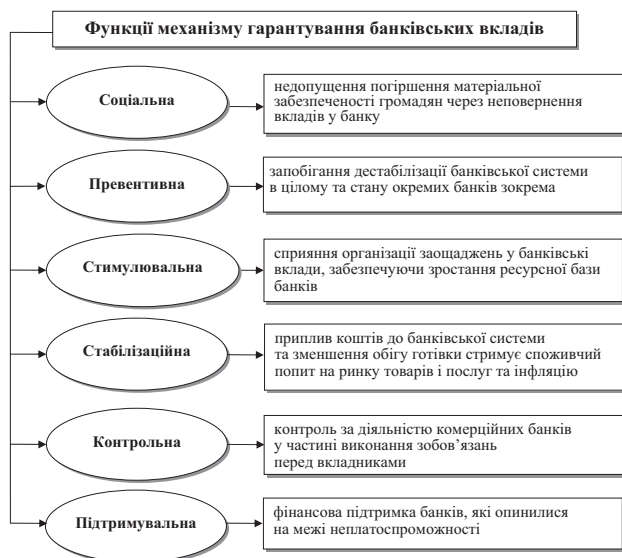 Функції механізму гарантування банківських вкладів
Соціальна
недопущення погіршення матеріальної
забезпеченості громадян через неповернення
вкладів у банку
Превентивна
запобігання дестабілізації банківської системи
в цілому та стану окремих банків зокрема
Стимулювальна
сприяння організації заощаджень у банківські
вклади, забезпечуючи зростання ресурсної бази
банків
Стабілізаційна
приплив коштів до банківської системи
та зменшення обігу готівки стримує споживчий
попит на ринку товарів і послуг та інфляцію
Контрольна
контроль за діяльністю комерційних банків
у частині виконання зобов’язань
перед вкладниками
Підтримувальна
фінансова підтримка банків, які опинилися
на межі неплатоспроможності